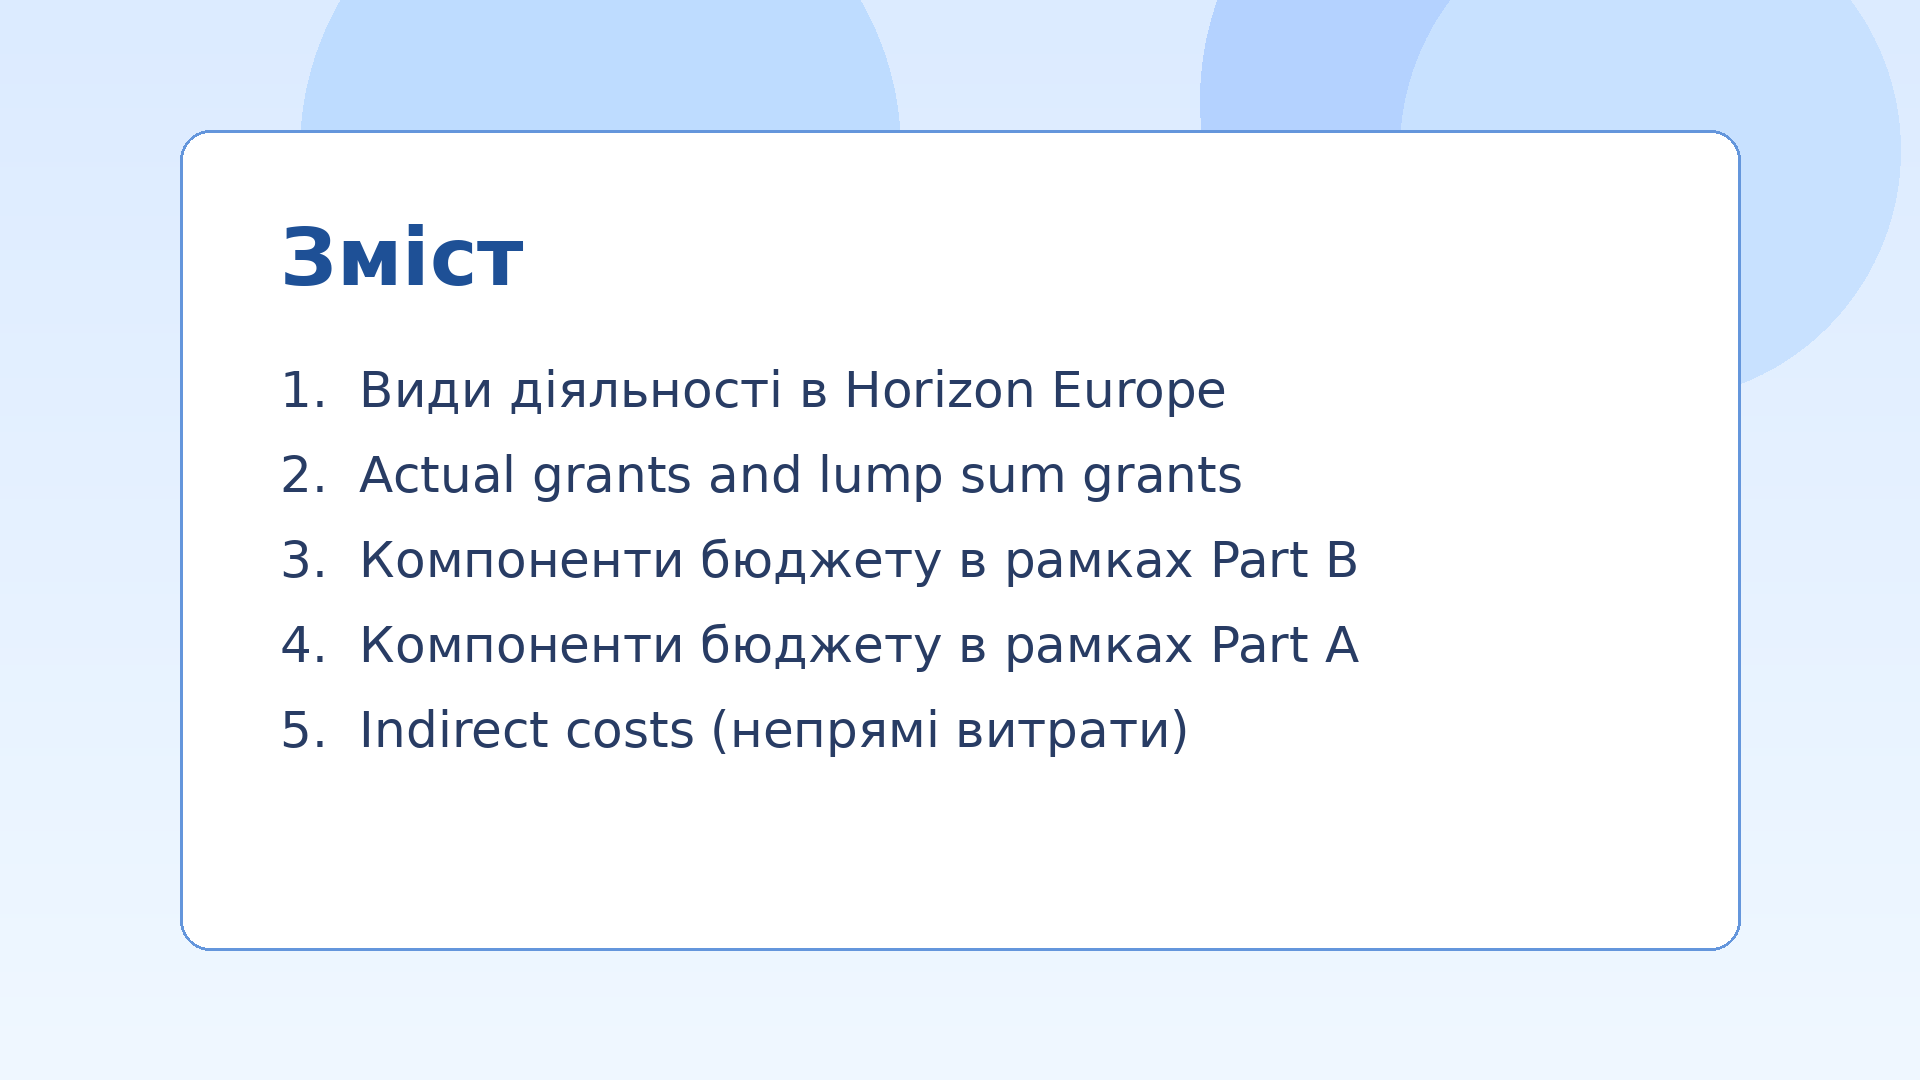 Зміст
1. Види діяльності в Horizon Europe
2. Actual grants and lump sum grants
3. Компоненти бюджету в рамках Part B
4. Компоненти бюджету в рамках Part A
5. Indirect costs (непрямі витрати)